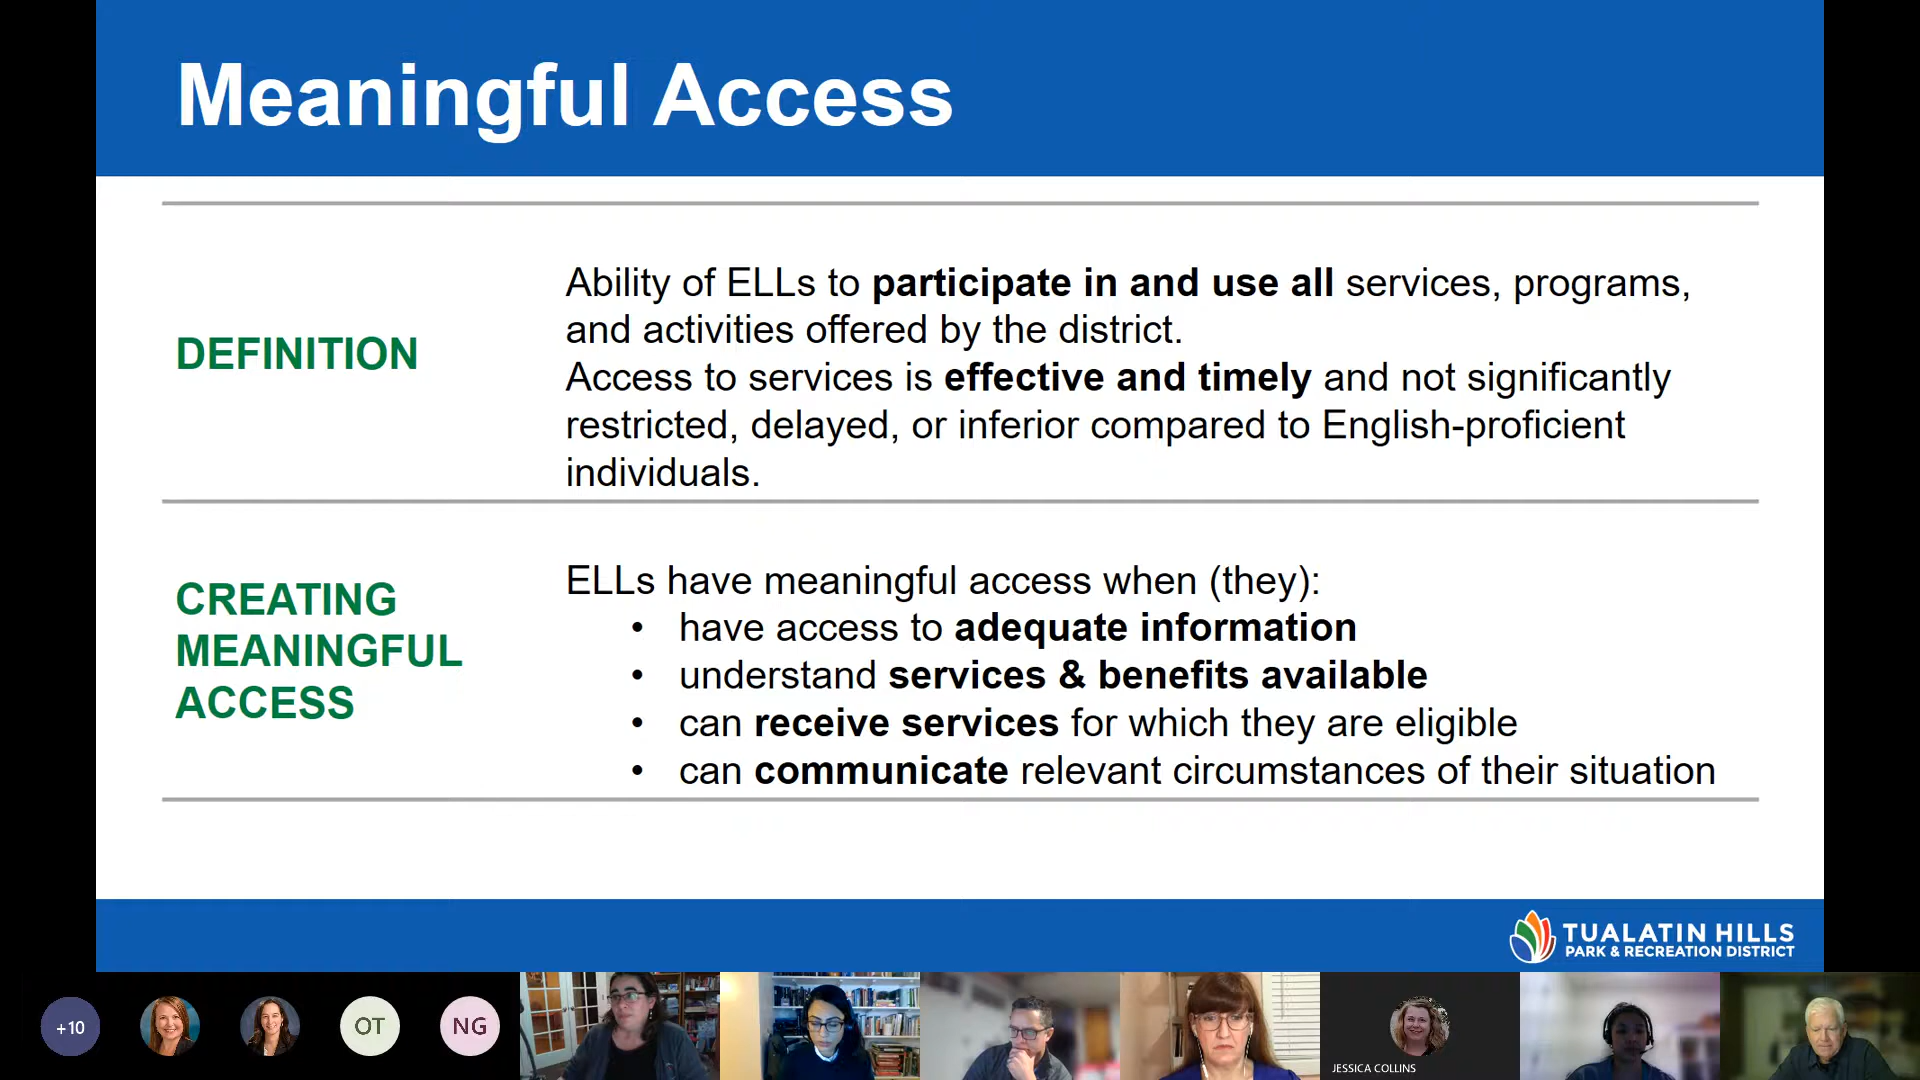 Meaningful Access
DEFINITION
Ability of ELLs to participate in and use all services, programs,
and activities offered by the district.
Access to services is effective and timely and not significantly
restricted, delayed, or inferior compared to English-proficient
individuals.
CREATING
MEANINGFUL
ACCESS
ELLs have meaningful access when (they):
• have access to adequate information
• understand services & benefits available
• can receive services for which they are eligible
• can communicate relevant circumstances of their situation
TUALATIN HILLS
PARK & RECREATION DISTRICT
+10
OT
NG
JESSICA COLLINS